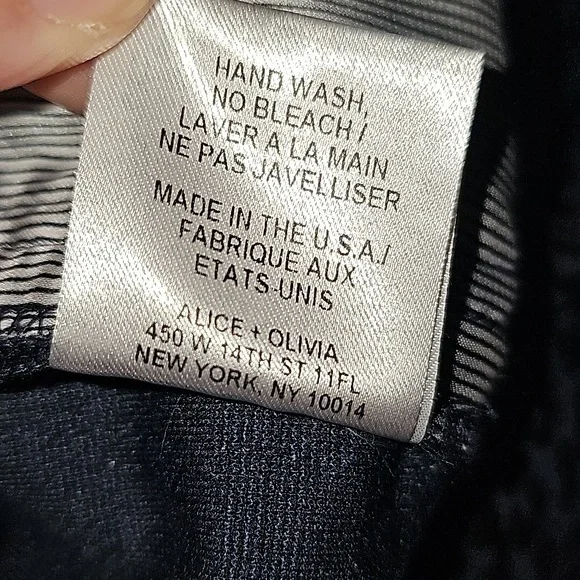 HAND WASH,
NO BLEACH /
LAVER A LA MAIN
NE PAS JAVELLISER
MADE IN THE U.S.A./
FABRIQUE AUX
ETATS-UNIS
ALICE + OLIVIA
450 W 14TH ST 11FL
NEW YORK, NY 10014